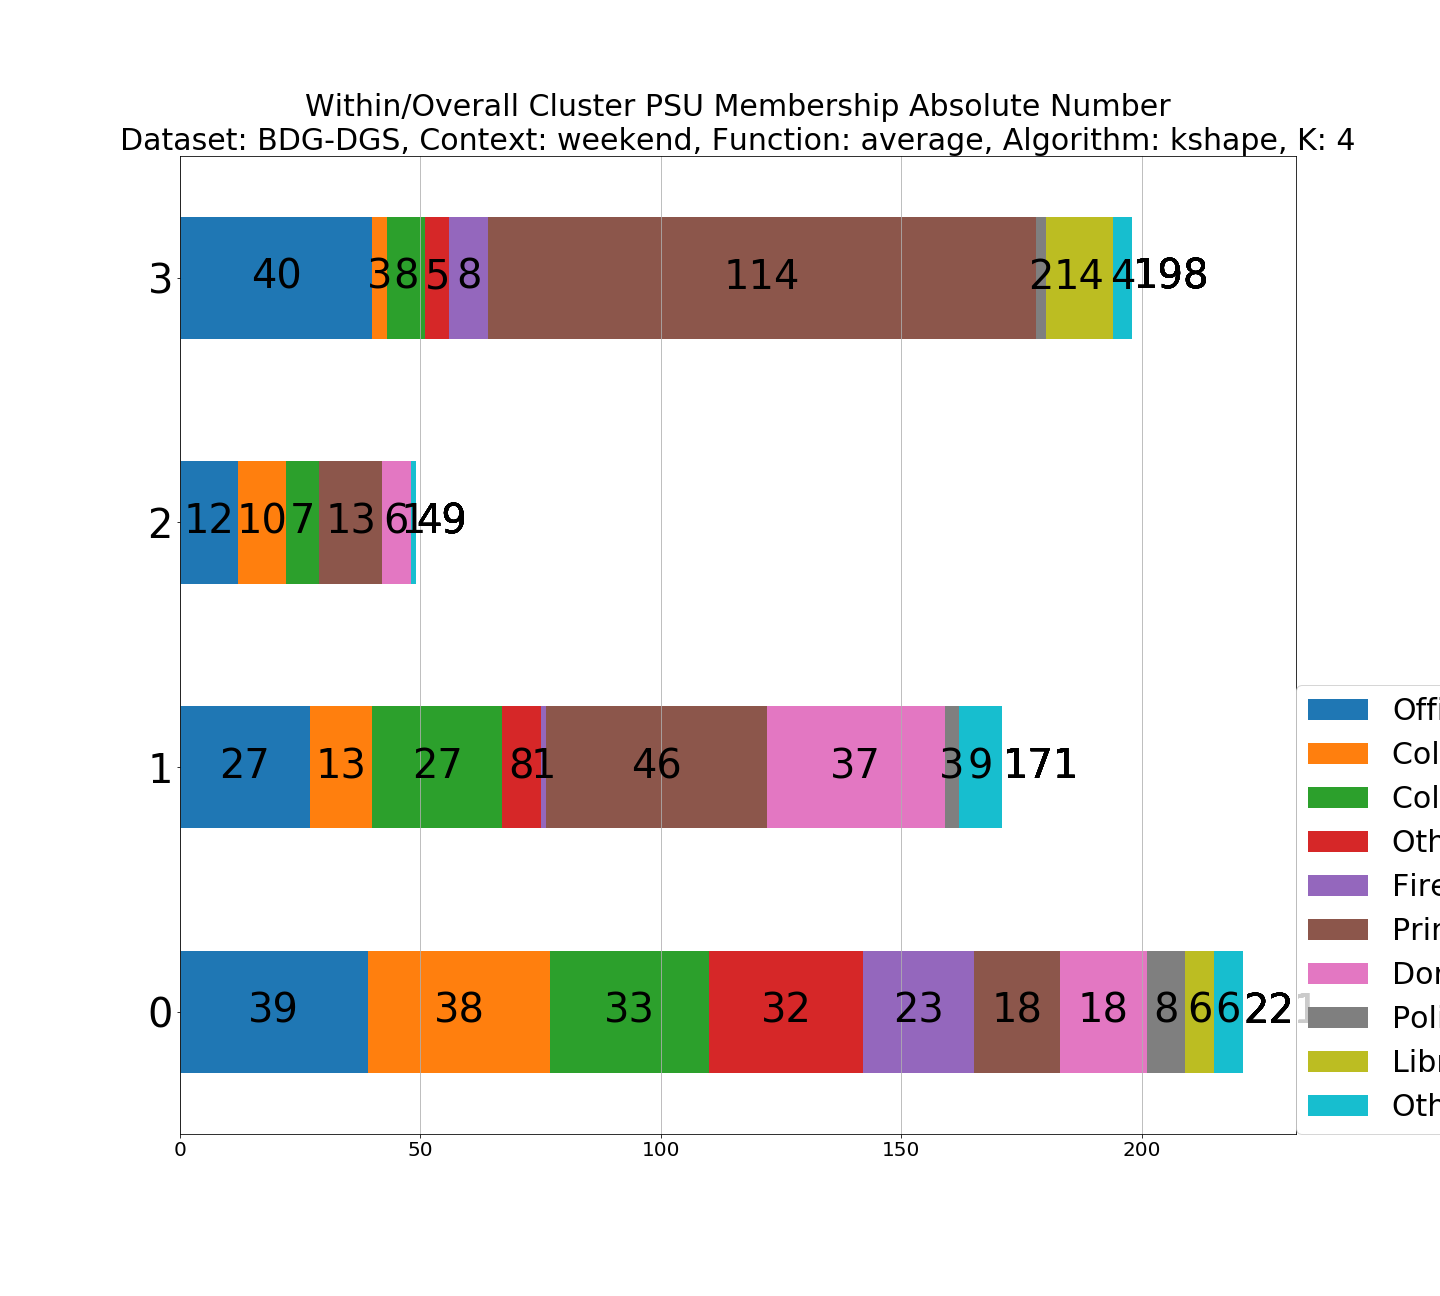 Within/Overall Cluster PSU Membership Absolute Number
Dataset: BDG-DGS, Context: weekend, Function: average, Algorithm: kshape, K: 4
3 40 3 8 5 8 114 2 14 4 198
2 12 10 7 13 6 1 49
1 27 13 27 8 1 46 37 3 9 171
0 39 38 33 32 23 18 18 8 6 6 221
0 50 100 150 200